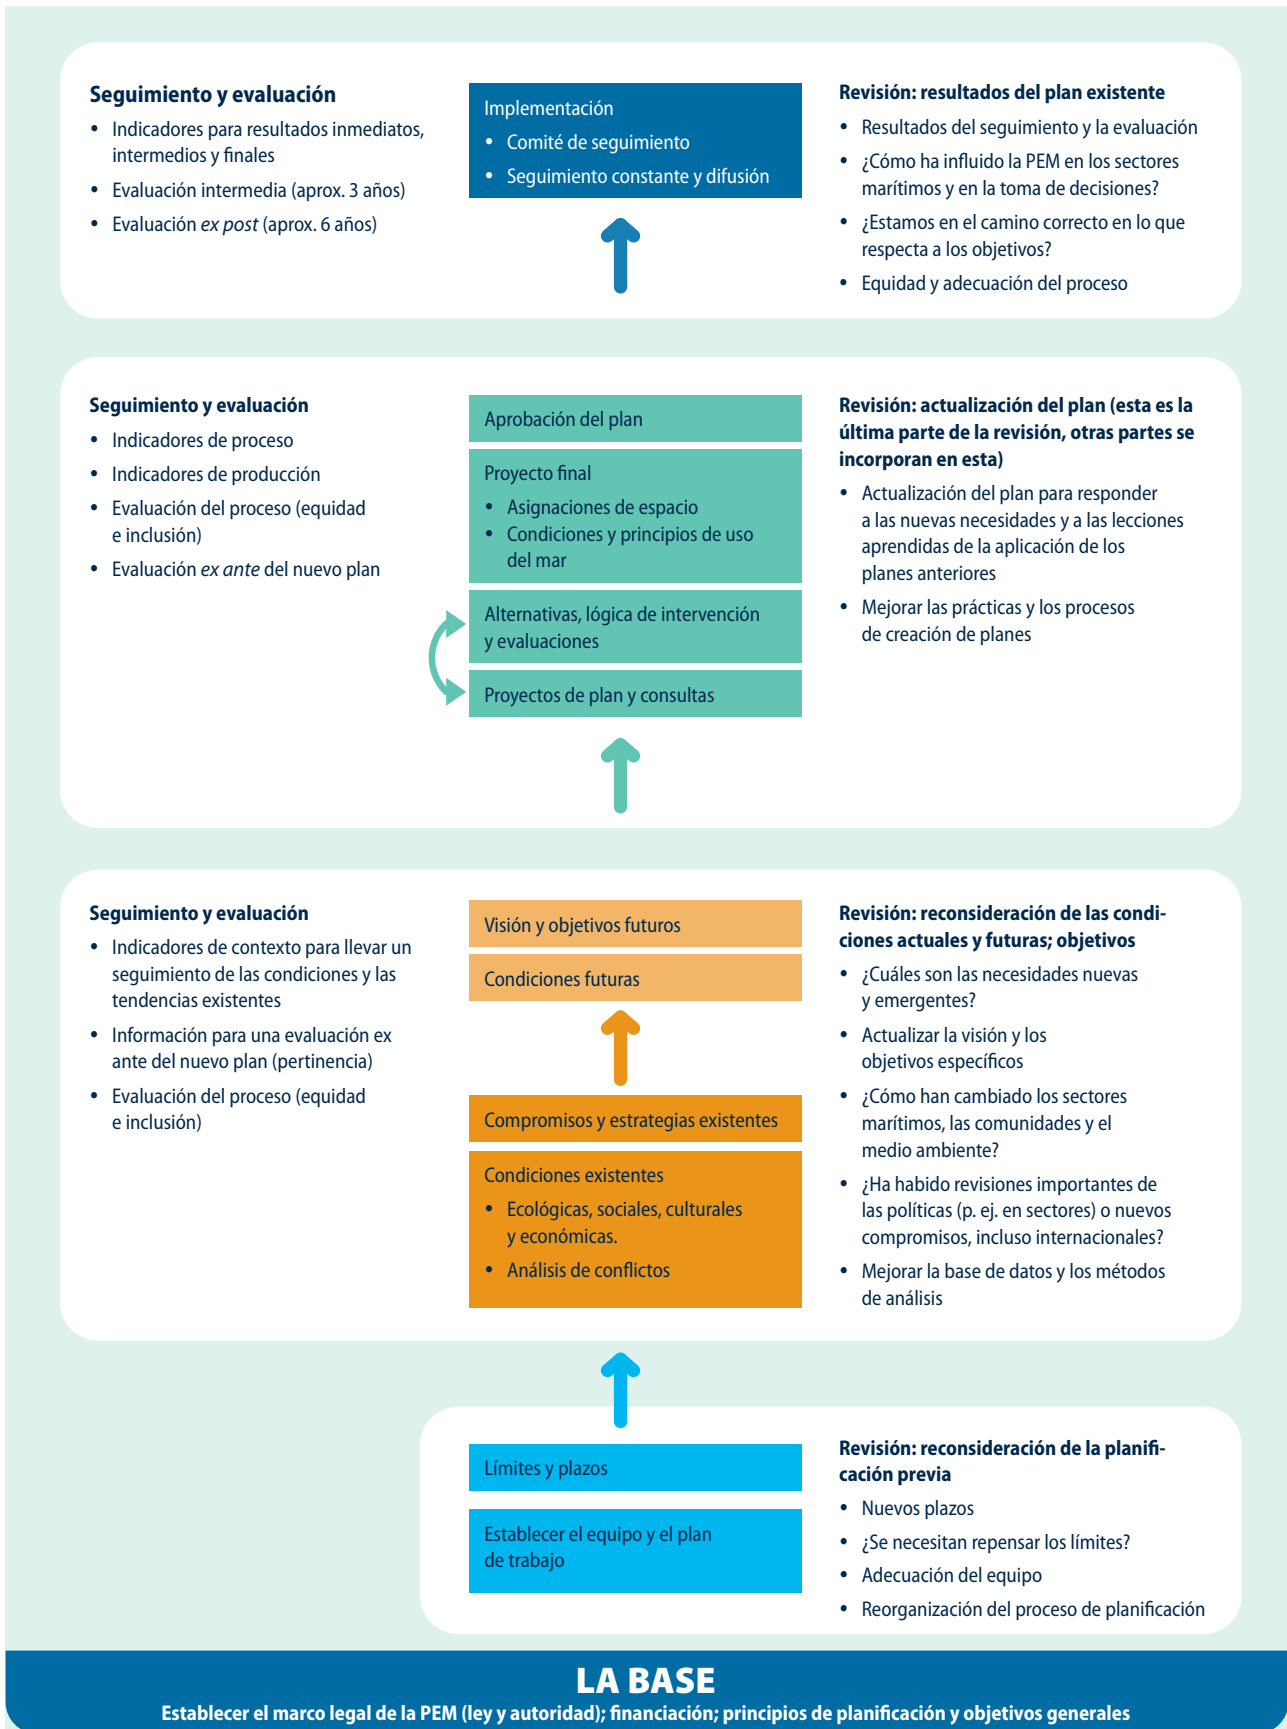 Seguimiento y evaluación
• Indicadores para resultados inmediatos,
intermedios y finales
• Evaluación intermedia (aprox. 3 años)
• Evaluación ex post (aprox. 6 años)
Implementación
• Comité de seguimiento
• Seguimiento constante y difusión
Revisión: resultados del plan existente
• Resultados del seguimiento y la evaluación
• ¿Cómo ha influido la PEM en los sectores
marítimos y en la toma de decisiones?
• ¿Estamos en el camino correcto en lo que
respecta a los objetivos?
• Equidad y adecuación del proceso
Seguimiento y evaluación
• Indicadores de proceso
• Indicadores de producción
• Evaluación del proceso (equidad
e inclusión)
• Evaluación ex ante del nuevo plan
Aprobación del plan
Proyecto final
• Asignaciones de espacio
• Condiciones y principios de uso
del mar
Alternativas, lógica de intervención
y evaluaciones
Proyectos de plan y consultas
Revisión: actualización del plan (esta es la
última parte de la revisión, otras partes se
incorporan en esta)
• Actualización del plan para responder
a las nuevas necesidades y a las lecciones
aprendidas de la aplicación de los
planes anteriores
• Mejorar las prácticas y los procesos
de creación de planes
Seguimiento y evaluación
• Indicadores de contexto para llevar un
seguimiento de las condiciones y las
tendencias existentes
• Información para una evaluación ex
ante del nuevo plan (pertinencia)
• Evaluación del proceso (equidad
e inclusión)
Visión y objetivos futuros
Condiciones futuras
Compromisos y estrategias existentes
Condiciones existentes
• Ecológicas, sociales, culturales
y económicas.
• Análisis de conflictos
Revisión: reconsideración de las condi-
ciones actuales y futuras; objetivos
• ¿Cuáles son las necesidades nuevas
y emergentes?
• Actualizar la visión y los
objetivos específicos
• ¿Cómo han cambiado los sectores
marítimos, las comunidades y el
medio ambiente?
• ¿Ha habido revisiones importantes de
las políticas (p. ej. en sectores) o nuevos
compromisos, incluso internacionales?
• Mejorar la base de datos y los métodos
de análisis
Límites y plazos
Establecer el equipo y el plan
de trabajo
Revisión: reconsideración de la planifi-
cación previa
• Nuevos plazos
• ¿Se necesitan repensar los límites?
• Adecuación del equipo
• Reorganización del proceso de planificación
LA BASE
Establecer el marco legal de la PEM (ley y autoridad); financiación; principios de planificación y objetivos generales